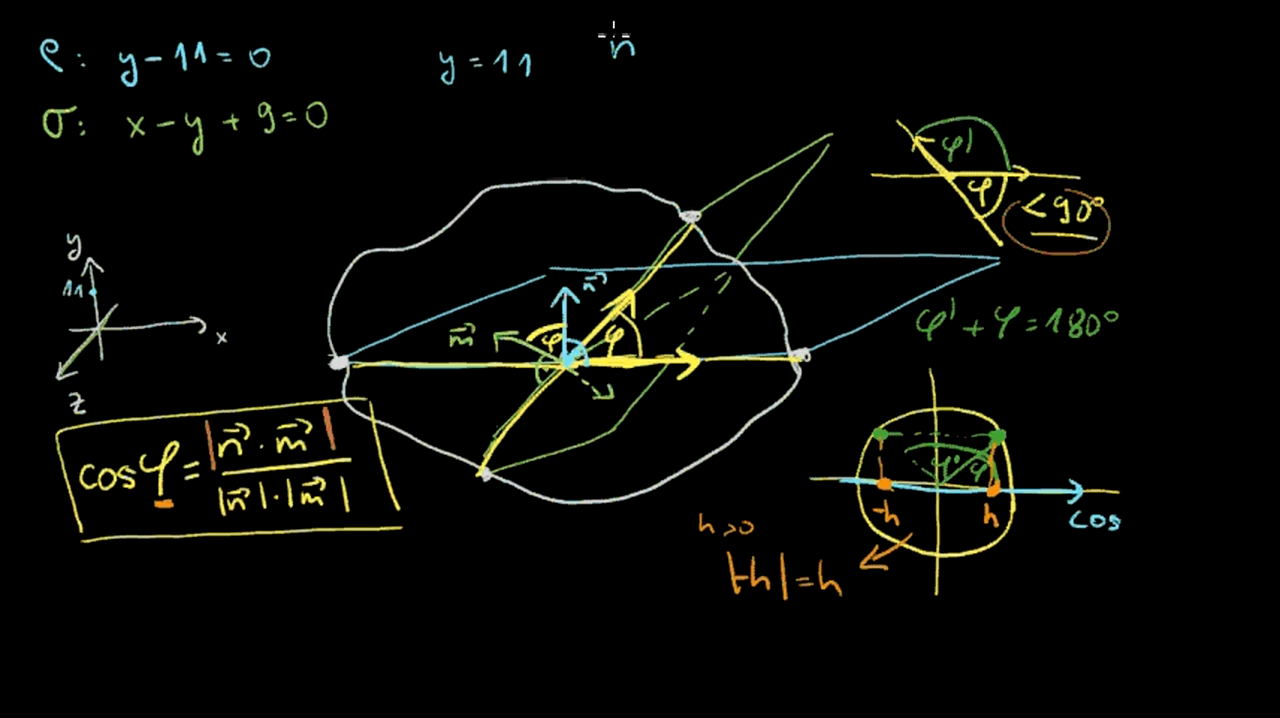 ρ: y - 11 = 0
y = 11
n
σ: x - y + 9 = 0
φ'
φ
< 90°
φ' + φ = 180°
y
11
x
z
n⃗
m⃗
φ
φ
cos φ = |n⃗ · m⃗| / |n⃗| · |m⃗|
φ' φ
-h
h
cos
h > 0
|-h| = h